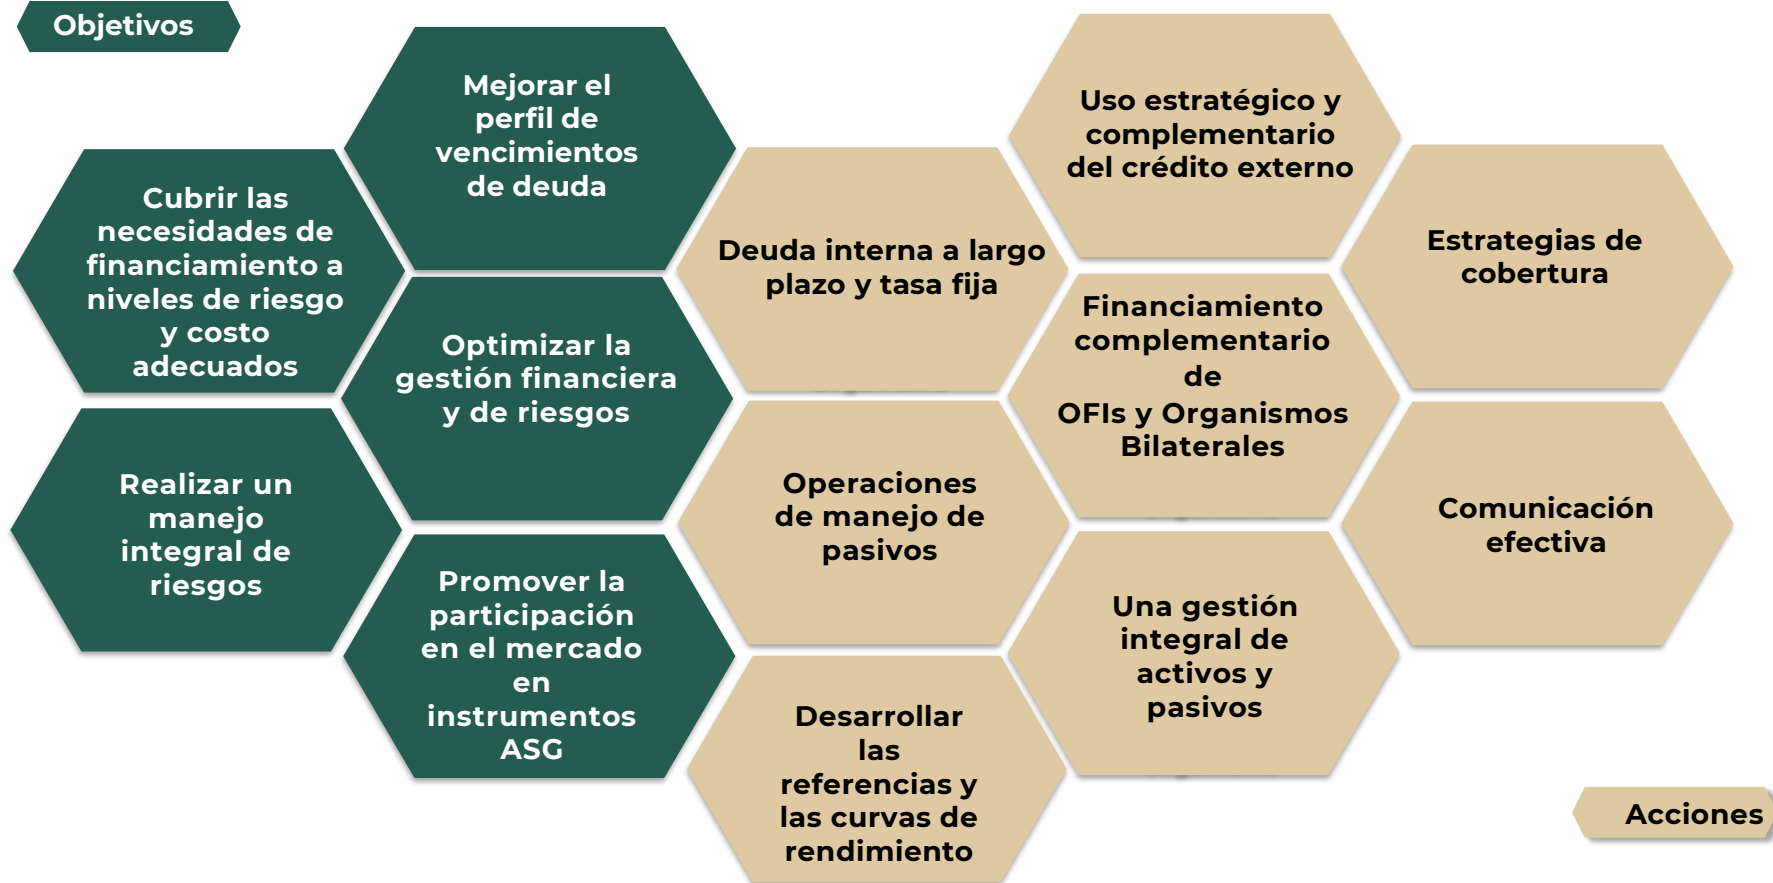 Objetivos
Mejorar el
perfil de
vencimientos
de deuda
Cubrir las
necesidades de
financiamiento a
niveles de riesgo
y costo
adecuados
Optimizar la
gestión financiera
y de riesgos
Realizar un
manejo
integral de
riesgos
Promover la
participación
en el mercado
en
instrumentos
ASG
Uso estratégico y
complementario
del crédito externo
Deuda interna a largo
plazo y tasa fija
Estrategias de
cobertura
Financiamiento
complementario
de
OFIs y Organismos
Bilaterales
Operaciones
de manejo de
pasivos
Comunicación
efectiva
Una gestión
integral de
activos y
pasivos
Desarrollar
las
referencias y
las curvas de
rendimiento
Acciones